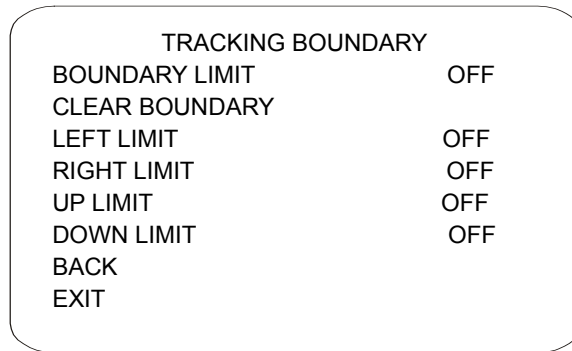 TRACKING BOUNDARY
BOUNDARY LIMIT OFF
CLEAR BOUNDARY
LEFT LIMIT OFF
RIGHT LIMIT OFF
UP LIMIT OFF
DOWN LIMIT OFF
BACK
EXIT